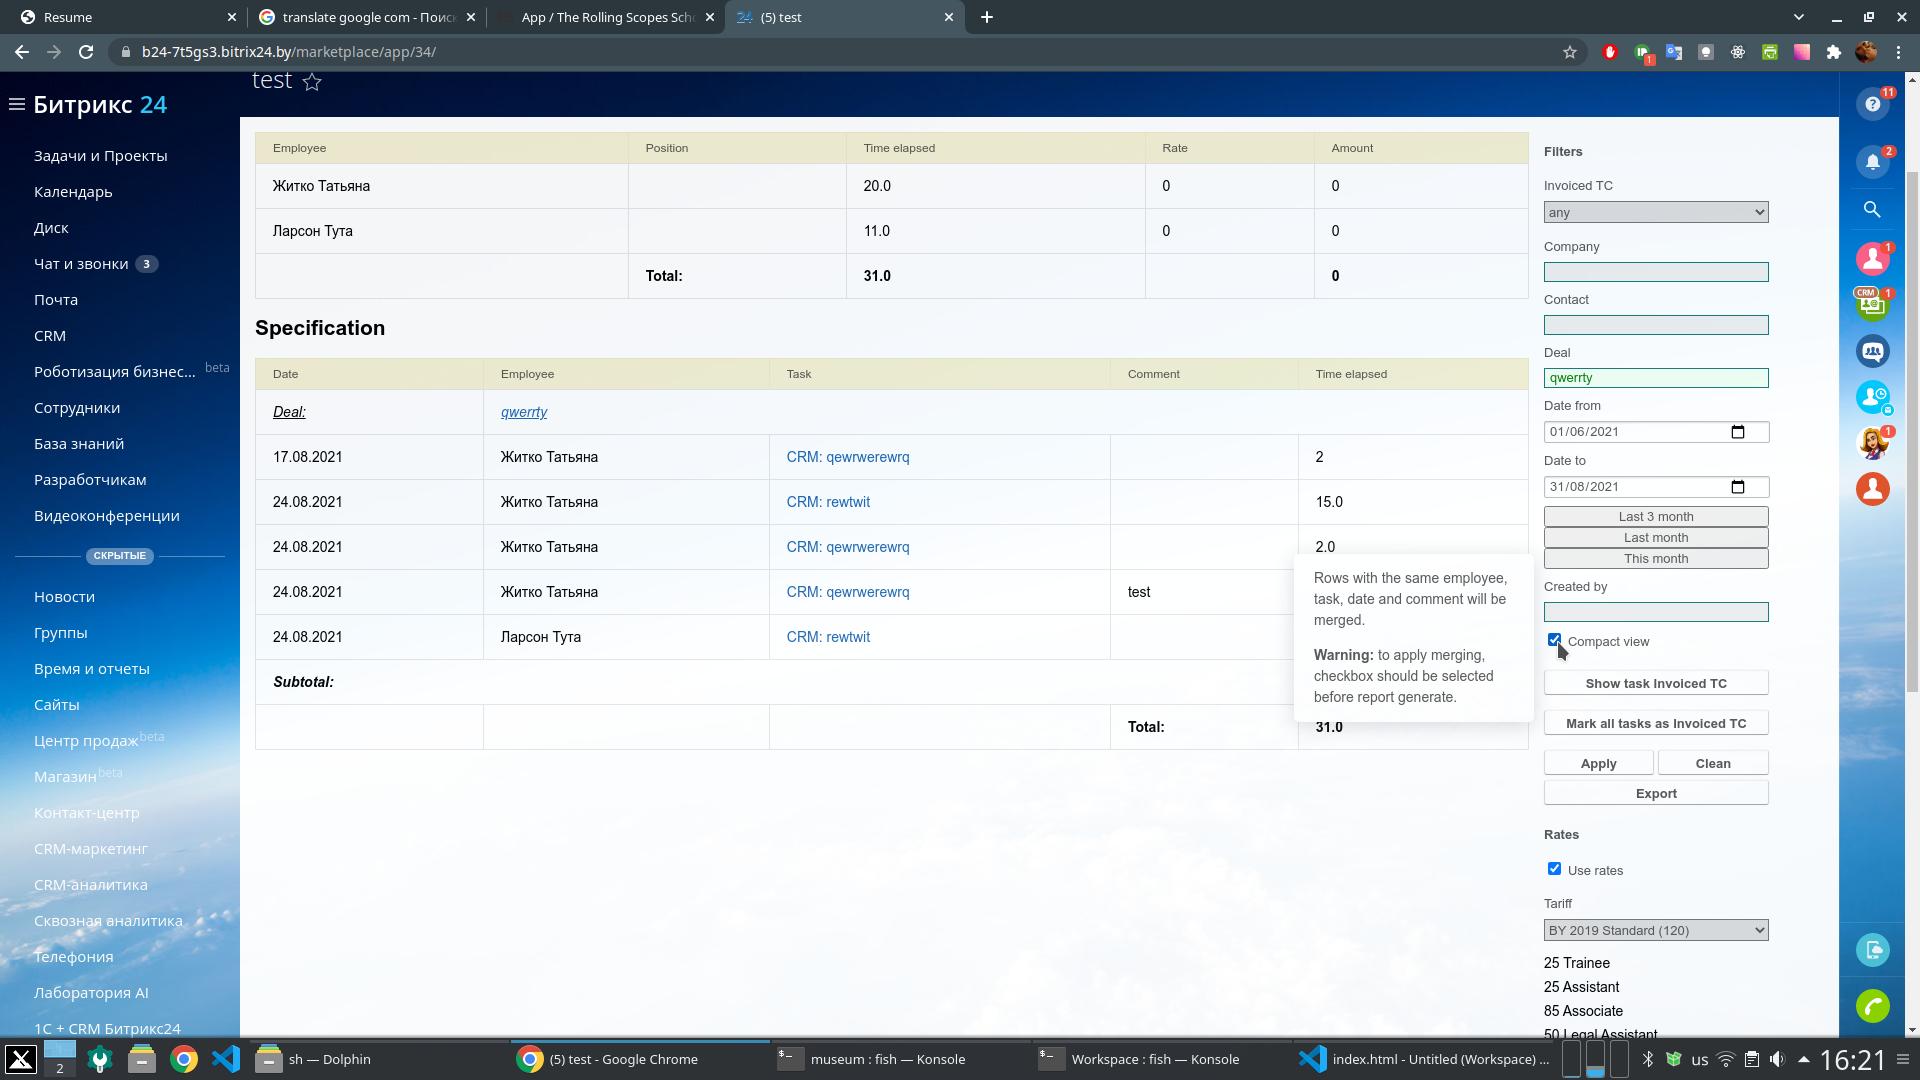 Resume
translate google com - Поиск
App / The Rolling Scopes Sch
(5) test
b24-7t5gs3.bitrix24.by/marketplace/app/34/
1
test
Битрикс 24
Задачи и Проекты
Календарь
Диск
Чат и звонки 3
Почта
CRM
Роботизация бизнес... beta
Сотрудники
База знаний
Разработчикам
Видеоконференции
СКРЫТЫЕ
Новости
Группы
Время и отчеты
Сайты
Центр продаж beta
Магазин beta
Контакт-центр
CRM-маркетинг
CRM-аналитика
Сквозная аналитика
Телефония
Лаборатория AI
1С + CRM Битрикс24
Employee Position Time elapsed Rate Amount
Житко Татьяна 20.0 0 0
Ларсон Тута 11.0 0 0
Total: 31.0 0
Specification
Date Employee Task Comment Time elapsed
Deal: qwerrty
17.08.2021 Житко Татьяна CRM: qewrwerewrq 2
24.08.2021 Житко Татьяна CRM: rewtwit 15.0
24.08.2021 Житко Татьяна CRM: qewrwerewrq 2.0
24.08.2021 Житко Татьяна CRM: qewrwerewrq test
24.08.2021 Ларсон Тута CRM: rewtwit
Subtotal:
Total: 31.0
Rows with the same employee,
task, date and comment will be
merged.
Warning: to apply merging,
checkbox should be selected
before report generate.
Filters
Invoiced TC
any
Company
Contact
Deal
qwerrty
Date from
01/06/2021
Date to
31/08/2021
Last 3 month
Last month
This month
Created by
Compact view
Show task Invoiced TC
Mark all tasks as Invoiced TC
Apply Clean
Export
Rates
Use rates
Tariff
BY 2019 Standard (120)
25 Trainee
25 Assistant
85 Associate
50 Legal Assistant
11
2
1
CRM 1
1
2
sh — Dolphin
(5) test - Google Chrome
museum : fish — Konsole
Workspace : fish — Konsole
index.html - Untitled (Workspace) ...
us
16:21